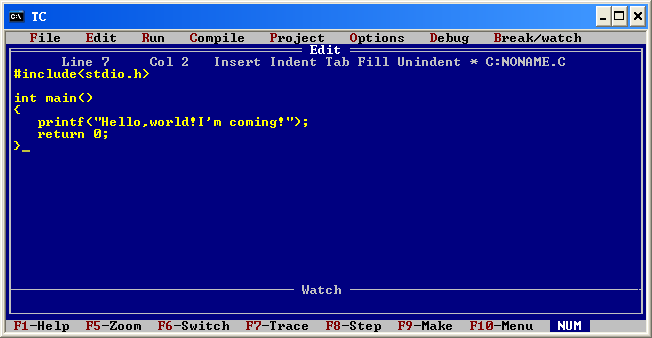 C:\ TC
File Edit Run Compile Project Options Debug Break/watch
Edit
Line 7 Col 2 Insert Indent Tab Fill Unindent * C:NONAME.C
#include<stdio.h>
int main()
{
printf("Hello,world!I'm coming!");
return 0;
}_
Watch
F1-Help F5-Zoom F6-Switch F7-Trace F8-Step F9-Make F10-Menu NUM